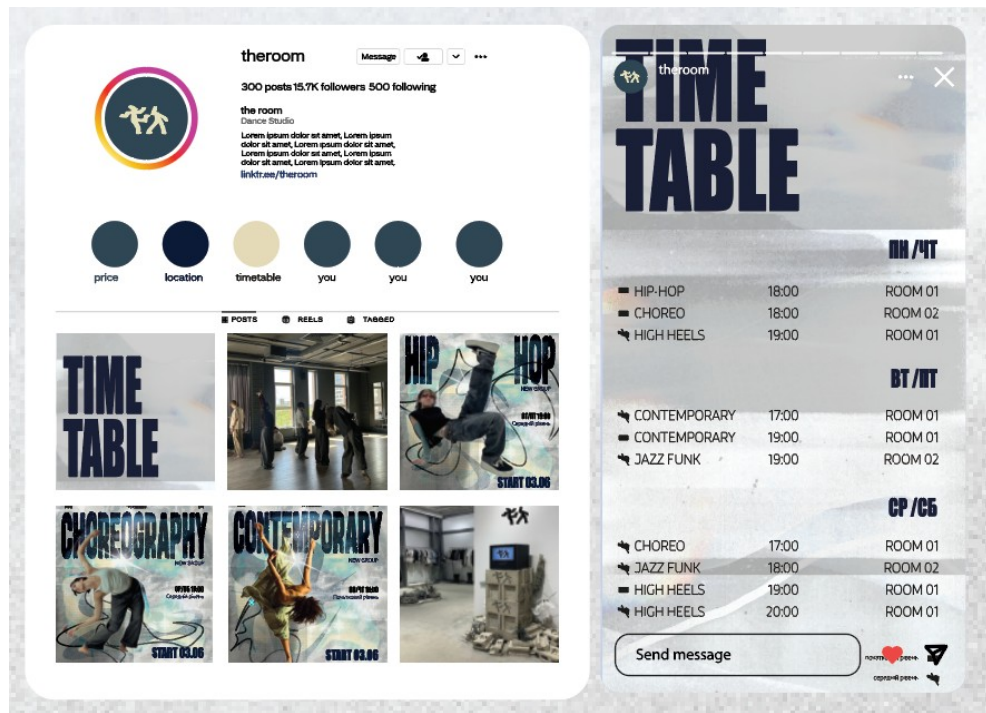 theroom
Message
300 posts 15.7K followers 500 following
the room
Dance Studio
Lorem ipsum dolor sit amet, Lorem ipsum
dolor sit amet, Lorem ipsum dolor sit amet,
Lorem ipsum dolor sit amet, Lorem ipsum
dolor sit amet, Lorem ipsum dolor sit amet,
linktr.ee/theroom
price
location
timetable
you
you
you
POSTS
REELS
TAGGED
TIME
TABLE
HIP HOP
NEW GROUP
Середній рівень
START 03.06
CHOREOGRAPHY
NEW GROUP
START 03.06
CONTEMPORARY
NEW GROUP
START 03.06
TIME
theroom
TABLE
ПН /ЧТ
HIP-HOP 18:00 ROOM 01
CHOREO 18:00 ROOM 02
HIGH HEELS 19:00 ROOM 01
ВТ /ПТ
CONTEMPORARY 17:00 ROOM 01
CONTEMPORARY 19:00 ROOM 01
JAZZ FUNK 19:00 ROOM 02
СР /СБ
CHOREO 17:00 ROOM 01
JAZZ FUNK 18:00 ROOM 02
HIGH HEELS 19:00 ROOM 01
HIGH HEELS 20:00 ROOM 01
Send message
середній рівень